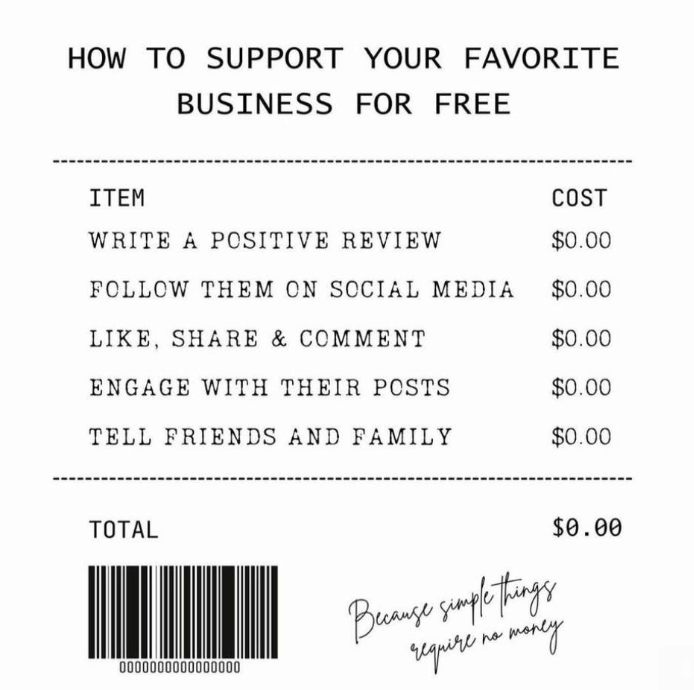 HOW TO SUPPORT YOUR FAVORITE
BUSINESS FOR FREE
ITEM COST
WRITE A POSITIVE REVIEW $0.00
FOLLOW THEM ON SOCIAL MEDIA $0.00
LIKE, SHARE & COMMENT $0.00
ENGAGE WITH THEIR POSTS $0.00
TELL FRIENDS AND FAMILY $0.00
TOTAL $0.00
Because simple things
require no money
0000000000000000